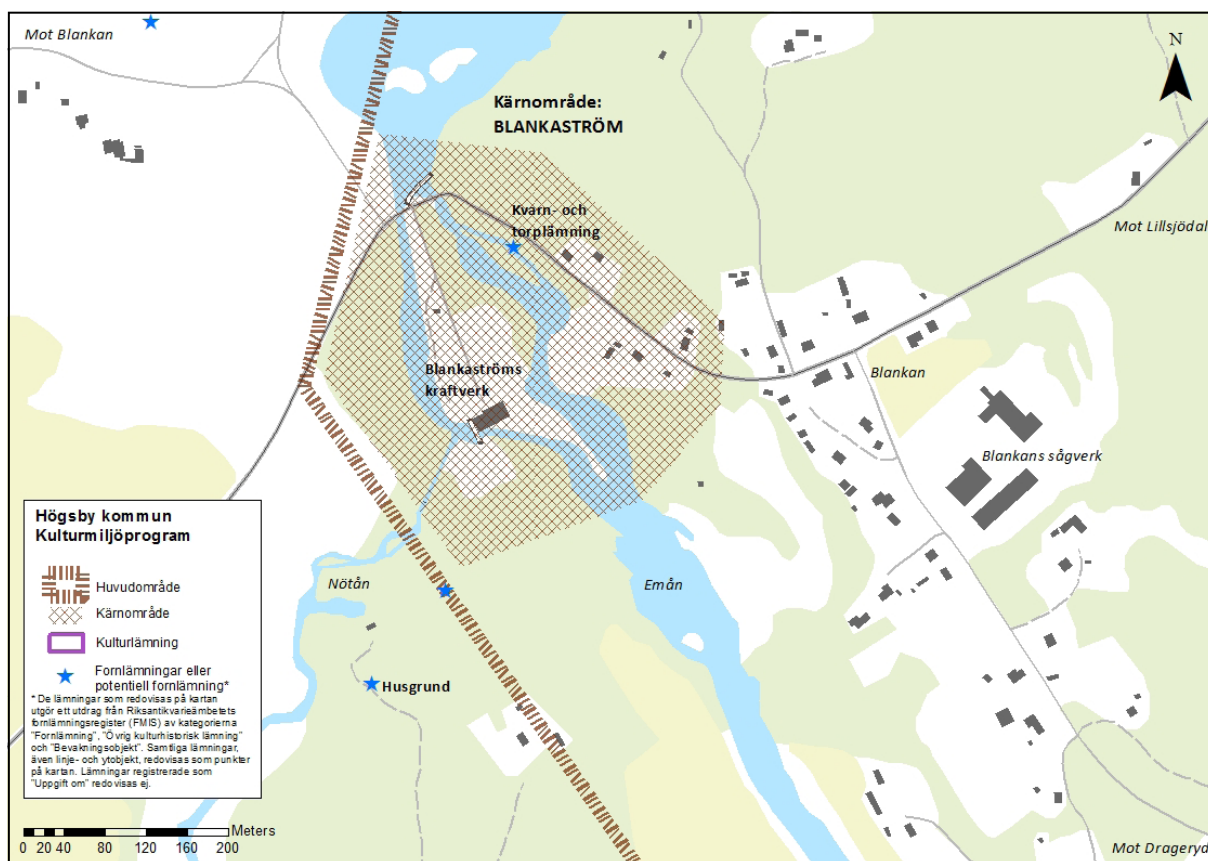 Mot Blankan
N
Kärnområde:
BLANKASTRÖM
Kvarn- och
torplämning
Mot Lillsjödal
Blankaströms
kraftverk
Blankan
Blankans sågverk
Högsby kommun
Kulturmiljöprogram
Huvudområde
Kärnområde
Kulturlämning
Fornlämningar eller
potentiell fornlämning*
* De lämningar som redovisas på kartan
utgör ett utdrag från Riksantikvarieämbetets
fornlämningsregister (FMIS) av kategorierna
"Fornlämning", "Övrig kulturhistorisk lämning"
och "Bevakningsobjekt". Samtliga lämningar,
även linje- och ytobjekt, redovisas som punkter
på kartan. Lämningar registrerade som
"Uppgift om" redovisas ej.
Nötån
Emån
Husgrund
Meters
0 20 40 80 120 160 200
Mot Drageryd